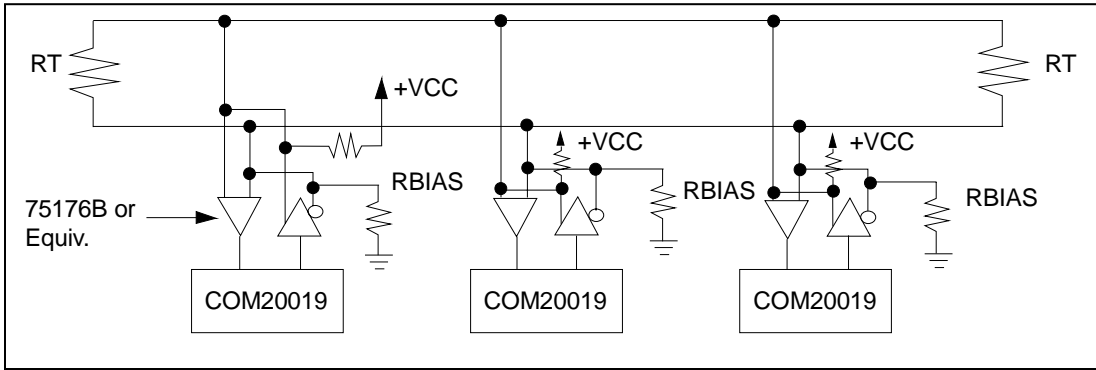 RT
RT
+VCC
+VCC
+VCC
RBIAS
RBIAS
RBIAS
75176B or
Equiv.
COM20019
COM20019
COM20019